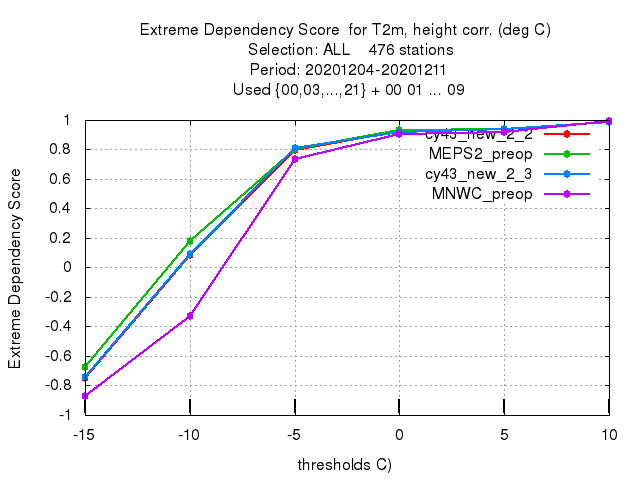 Extreme Dependency Score  for T2m, height corr. (deg C)
Selection: ALL    476 stations
Period: 20201204-20201211
Used {00,03,...,21} + 00 01 ... 09
cy43_new_2_2
MEPS2_preop
cy43_new_2_3
MNWC_preop
Extreme Dependency Score
1
0.8
0.6
0.4
0.2
0
-0.2
-0.4
-0.6
-0.8
-1
-15 -10 -5 0 5 10
thresholds C)